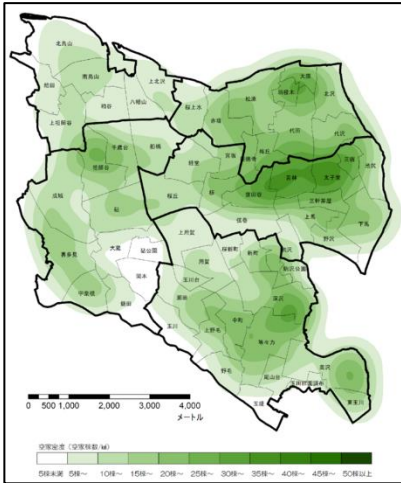 北烏山
南烏山
給田
上北沢
粕谷
八幡山
上祖師谷
桜上水
赤堤
松原
大原
羽根木
北沢
代田
代沢
梅丘
豪徳寺
宮坂
経堂
船橋
千歳台
祖師谷
成城
砧
桜丘
桜
世田谷
若林
太子堂
三宿
池尻
三軒茶屋
上馬
下馬
野沢
弦巻
大蔵
砧公園
岡本
喜多見
宇奈根
鎌田
上用賀
用賀
桜新町
新町
駒沢
駒沢公園
玉川台
瀬田
玉川
上野毛
中町
深沢
等々力
野毛
尾山台
玉堤
玉川田園調布
奥沢
東玉川
0 500 1,000 2,000 3,000 4,000
メートル
空家密度(空家棟数/㎢)
5棟未満 5棟～ 10棟～ 15棟～ 20棟～ 25棟～ 30棟～ 35棟～ 40棟～ 45棟～ 50棟以上